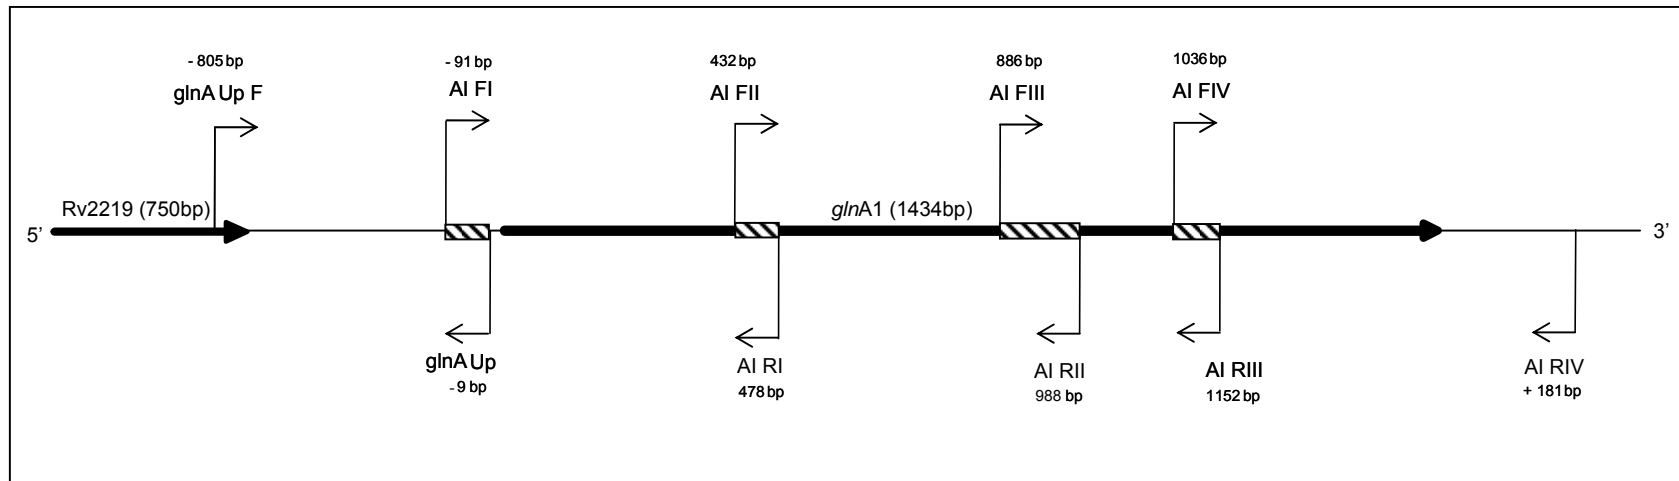 - 805 bp
- 91 bp
432 bp
886 bp
1036 bp
glnA Up F
AI FI
AI FII
AI FIII
AI FIV
Rv2219 (750bp)
glnA1 (1434bp)
5’
3’
glnA Up
- 9 bp
AI RI
478 bp
AI RII
988 bp
AI RIII
1152 bp
AI RIV
+ 181 bp